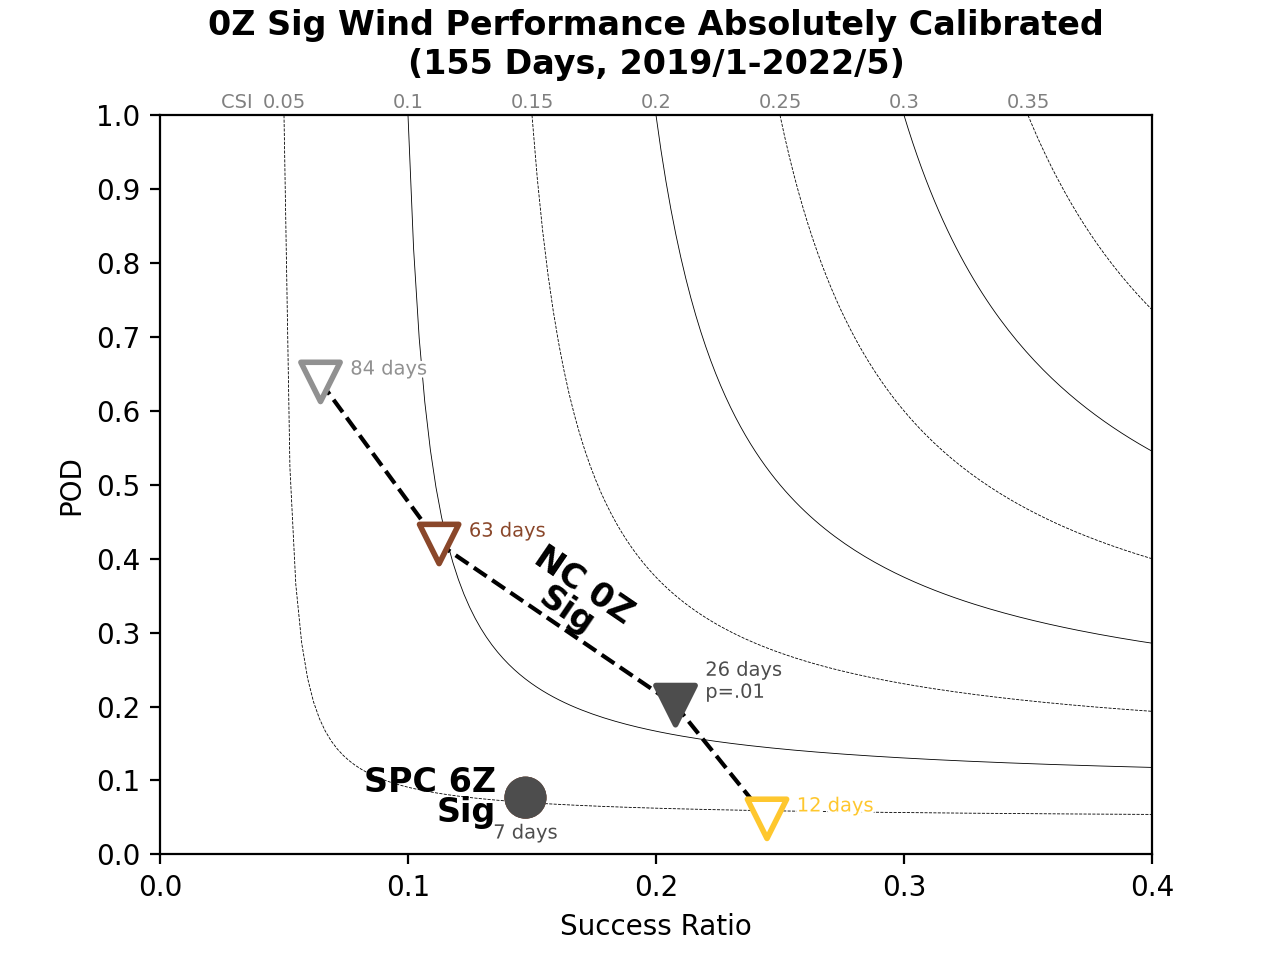 0Z Sig Wind Performance Absolutely Calibrated
(155 Days, 2019/1-2022/5)
CSI 0.05 0.1 0.15 0.2 0.25 0.3 0.35
1.0
0.9
0.8
0.7
84 days
0.6
POD
0.5
63 days
0.4
NC 0Z
Sig
0.3
26 days
p=.01
0.2
0.1
SPC 6Z
Sig
12 days
7 days
0.0
0.0 0.1 0.2 0.3 0.4
Success Ratio